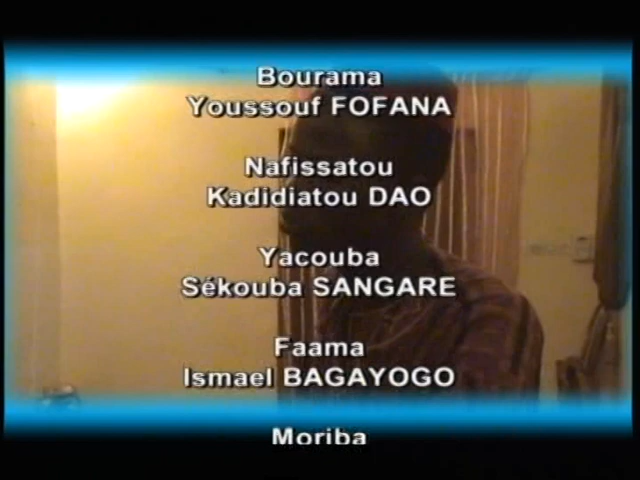 Bourama
Youssouf FOFANA
Nafissatou
Kadidiatou DAO
Yacouba
Sékouba SANGARE
Faama
Ismael BAGAYOGO
Moriba